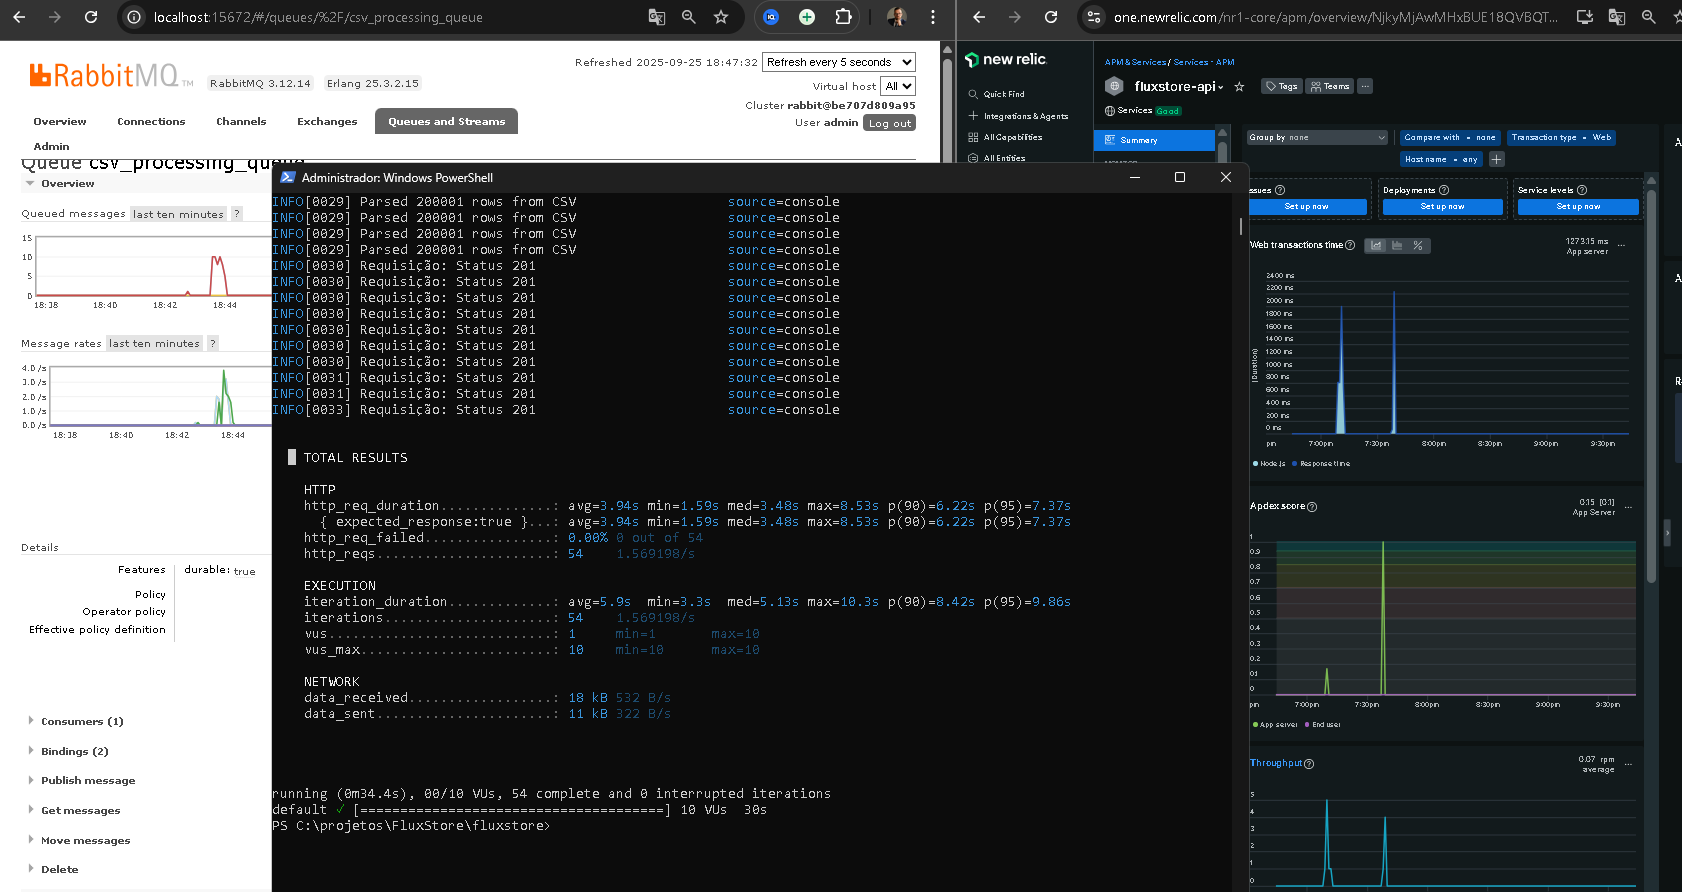 localhost:15672/#/queues/%2F/csv_processing_queue
RabbitMQ TM
RabbitMQ 3.12.14
Erlang 25.3.2.15
Refreshed 2025-09-25 18:47:32
Refresh every 5 seconds
Virtual host
All
Cluster rabbit@be707d809a95
User admin
Log out
Overview
Connections
Channels
Exchanges
Queues and Streams
Admin
Queue csv_processing_queue
Overview
Queued messages last ten minutes ?
15
10
5
0
18:38 18:40 18:42 18:44
Message rates last ten minutes ?
4.0 /s
3.0 /s
2.0 /s
1.0 /s
0.0 /s
18:38 18:40 18:42 18:44
Details
Features durable: true
Policy
Operator policy
Effective policy definition
Consumers (1)
Bindings (2)
Publish message
Get messages
Move messages
Delete
Administrador: Windows PowerShell
INFO[0029] Parsed 200001 rows from CSV source=console
INFO[0029] Parsed 200001 rows from CSV source=console
INFO[0029] Parsed 200001 rows from CSV source=console
INFO[0029] Parsed 200001 rows from CSV source=console
INFO[0030] Requisição: Status 201 source=console
INFO[0030] Requisição: Status 201 source=console
INFO[0030] Requisição: Status 201 source=console
INFO[0030] Requisição: Status 201 source=console
INFO[0030] Requisição: Status 201 source=console
INFO[0030] Requisição: Status 201 source=console
INFO[0030] Requisição: Status 201 source=console
INFO[0031] Requisição: Status 201 source=console
INFO[0031] Requisição: Status 201 source=console
INFO[0033] Requisição: Status 201 source=console
TOTAL RESULTS
HTTP
http_req_duration..............: avg=3.94s min=1.59s med=3.48s max=8.53s p(90)=6.22s p(95)=7.37s
{ expected_response:true }...: avg=3.94s min=1.59s med=3.48s max=8.53s p(90)=6.22s p(95)=7.37s
http_req_failed................: 0.00% 0 out of 54
http_reqs......................: 54 1.569198/s
EXECUTION
iteration_duration.............: avg=5.9s min=3.3s med=5.13s max=10.3s p(90)=8.42s p(95)=9.86s
iterations.....................: 54 1.569198/s
vus............................: 1 min=1 max=10
vus_max........................: 10 min=10 max=10
NETWORK
data_received..................: 18 kB 532 B/s
data_sent......................: 11 kB 322 B/s
running (0m34.4s), 00/10 VUs, 54 complete and 0 interrupted iterations
default ✓ [======================================] 10 VUs 30s
PS C:\projetos\FluxStore\fluxstore>
one.newrelic.com/nr1-core/apm/overview/NjkyMjAwMHxBUE18QVBQT...
new relic
Quick Find
Integrations & Agents
All Capabilities
All Entities
APM & Services / Services - APM
fluxstore-api
Tags
Teams
...
Services Good
Summary
Group by none
Compare with = none
Transaction type = Web
Host name = any
+
ssues
Set up now
Deployments
Set up now
Service levels
Set up now
Web transactions time
1273.15 ms
App server
2400 ms
2200 ms
2000 ms
1800 ms
1600 ms
1400 ms
1200 ms
1000 ms
800 ms
600 ms
400 ms
200 ms
0 ms
(Duration)
pm 7:00pm 7:30pm 8:00pm 8:30pm 9:00pm 9:30pm
Node.js Response time
Apdex score
0.15 [0.1]
App Server
1
0.9
0.8
0.7
0.6
0.5
0.4
0.3
0.2
0.1
0
pm 7:00pm 7:30pm 8:00pm 8:30pm 9:00pm 9:30pm
App server End user
Throughput
0.07 rpm
average
5
4
3
2
1
0